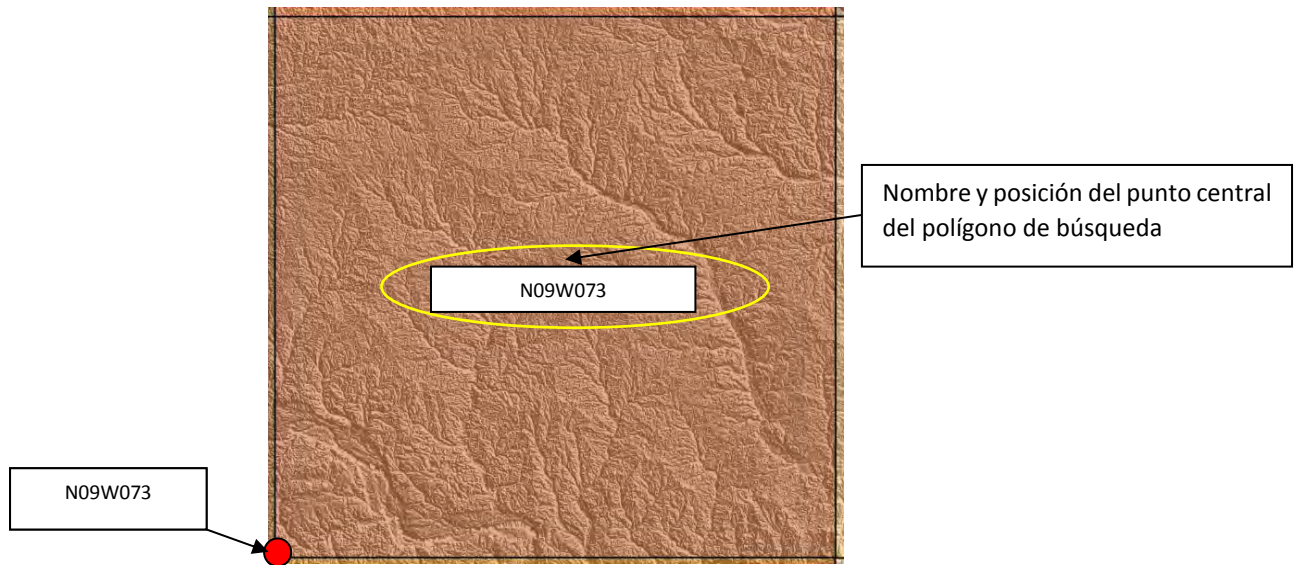 Nombre y posición del punto central
del polígono de búsqueda
N09W073
N09W073